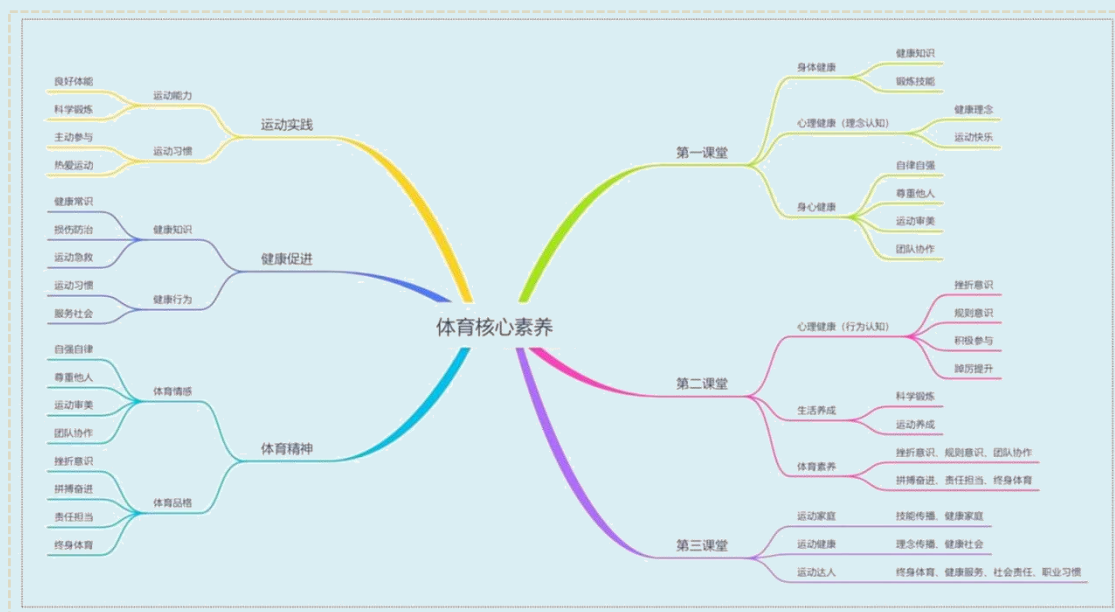 体育核心素养
运动实践
运动能力
良好体能
科学锻炼
运动习惯
主动参与
热爱运动
健康促进
健康知识
健康常识
损伤防治
运动急救
健康行为
运动习惯
服务社会
体育精神
体育情感
自强自律
尊重他人
运动审美
团队协作
体育品格
挫折意识
拼搏奋进
责任担当
终身体育
第一课堂
身体健康
健康知识
锻炼技能
心理健康（理念认知）
健康理念
运动快乐
身心健康
自律自强
尊重他人
运动审美
团队协作
第二课堂
心理健康（行为认知）
挫折意识
规则意识
积极参与
踔厉提升
生活养成
科学锻炼
运动养成
体育素养
挫折意识、规则意识、团队协作
拼搏奋进、责任担当、终身体育
第三课堂
运动家庭
技能传播、健康家庭
运动健康
理念传播、健康社会
运动达人
终身体育、健康服务、社会责任、职业习惯